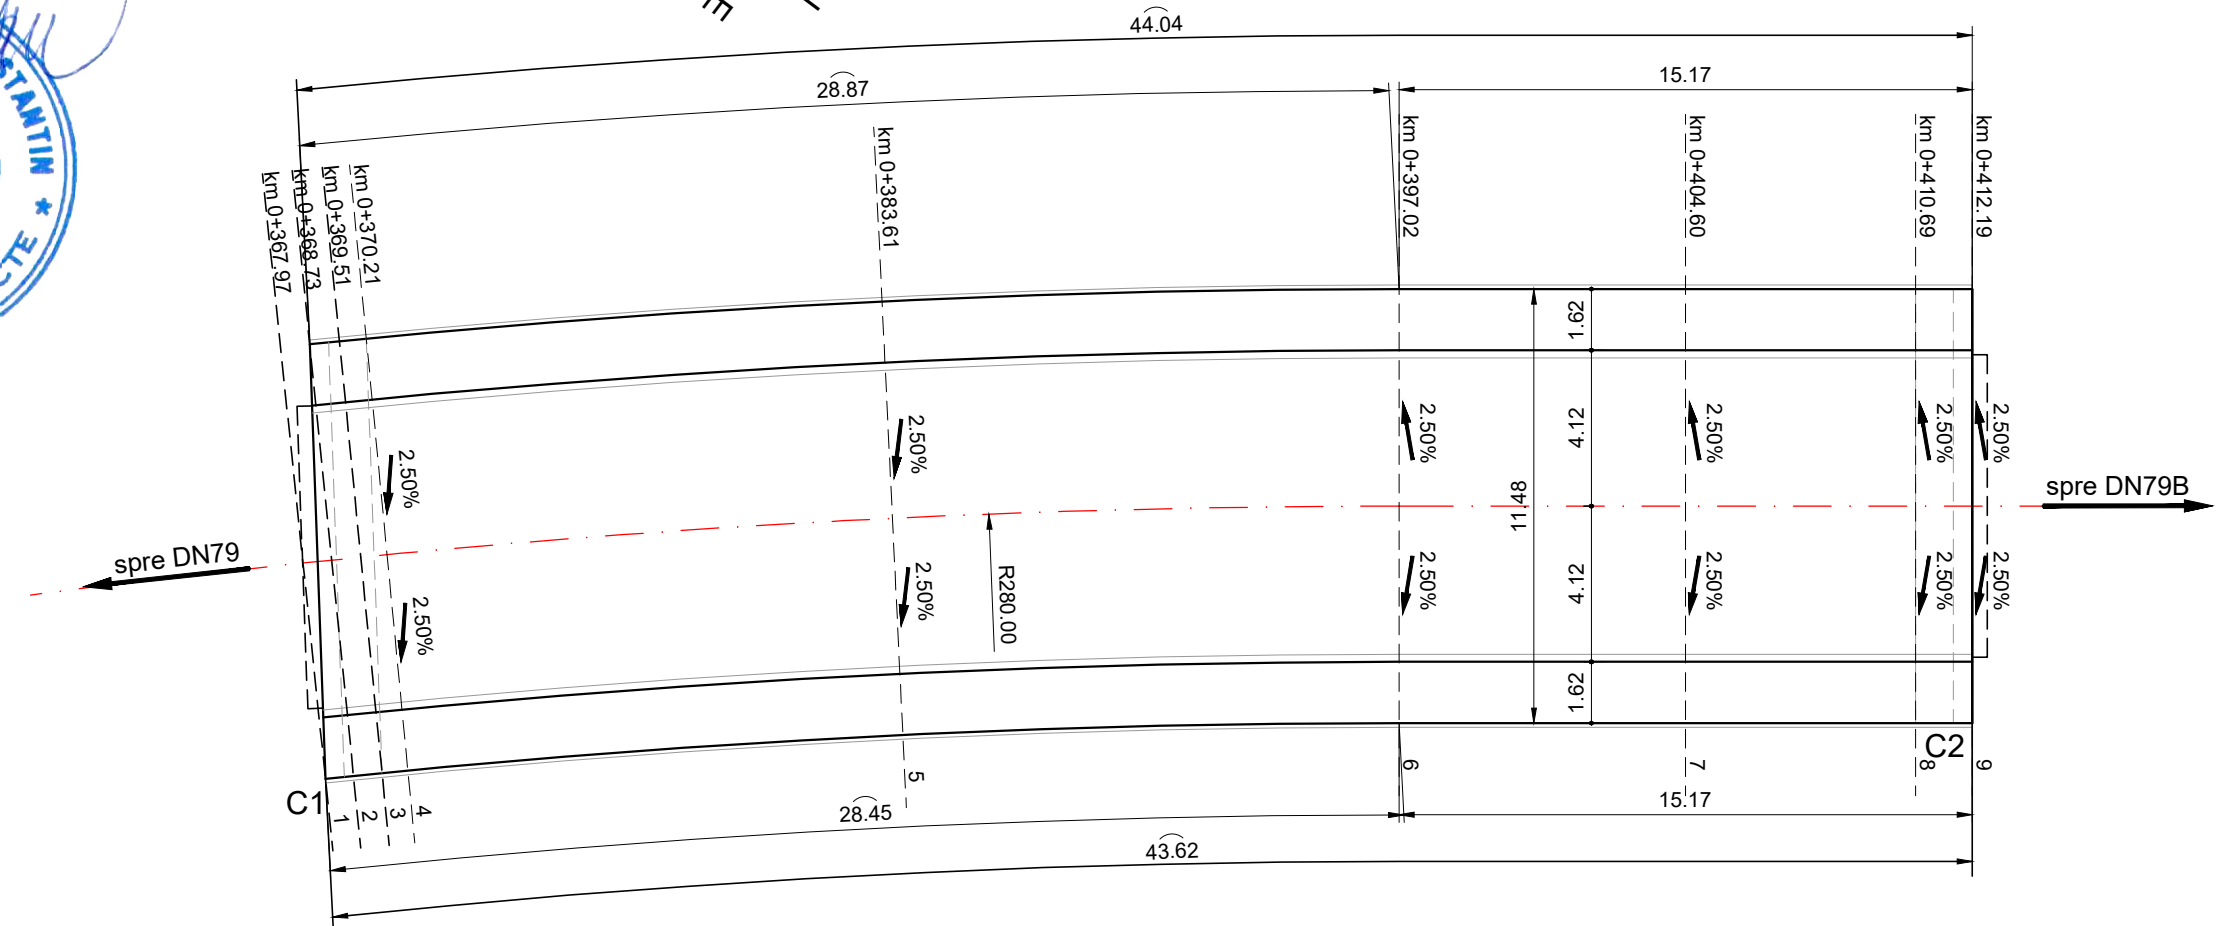 44.04
28.87
15.17
km 0+367.97
km 0+368.73
km 0+369.51
km 0+370.21
km 0+383.61
km 0+397.02
km 0+404.60
km 0+410.69
km 0+412.19
STANTIN *
CTE
E
1.62
4.12
11.48
4.12
1.62
2.50%
2.50%
2.50%
2.50%
2.50%
2.50%
2.50%
2.50%
2.50%
2.50%
2.50%
2.50%
spre DN79
spre DN79B
R280.00
C1
C2
1
2
3
4
5
6
7
8
9
28.45
15.17
43.62